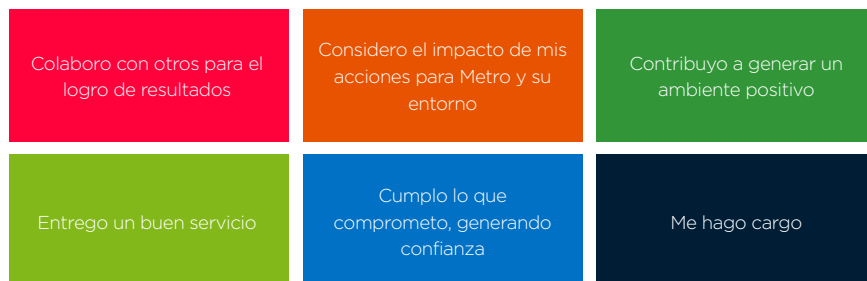 Colaboro con otros para el
logro de resultados
Considero el impacto de mis
acciones para Metro y su
entorno
Contribuyo a generar un
ambiente positivo
Entrego un buen servicio
Cumplo lo que
comprometo, generando
confianza
Me hago cargo